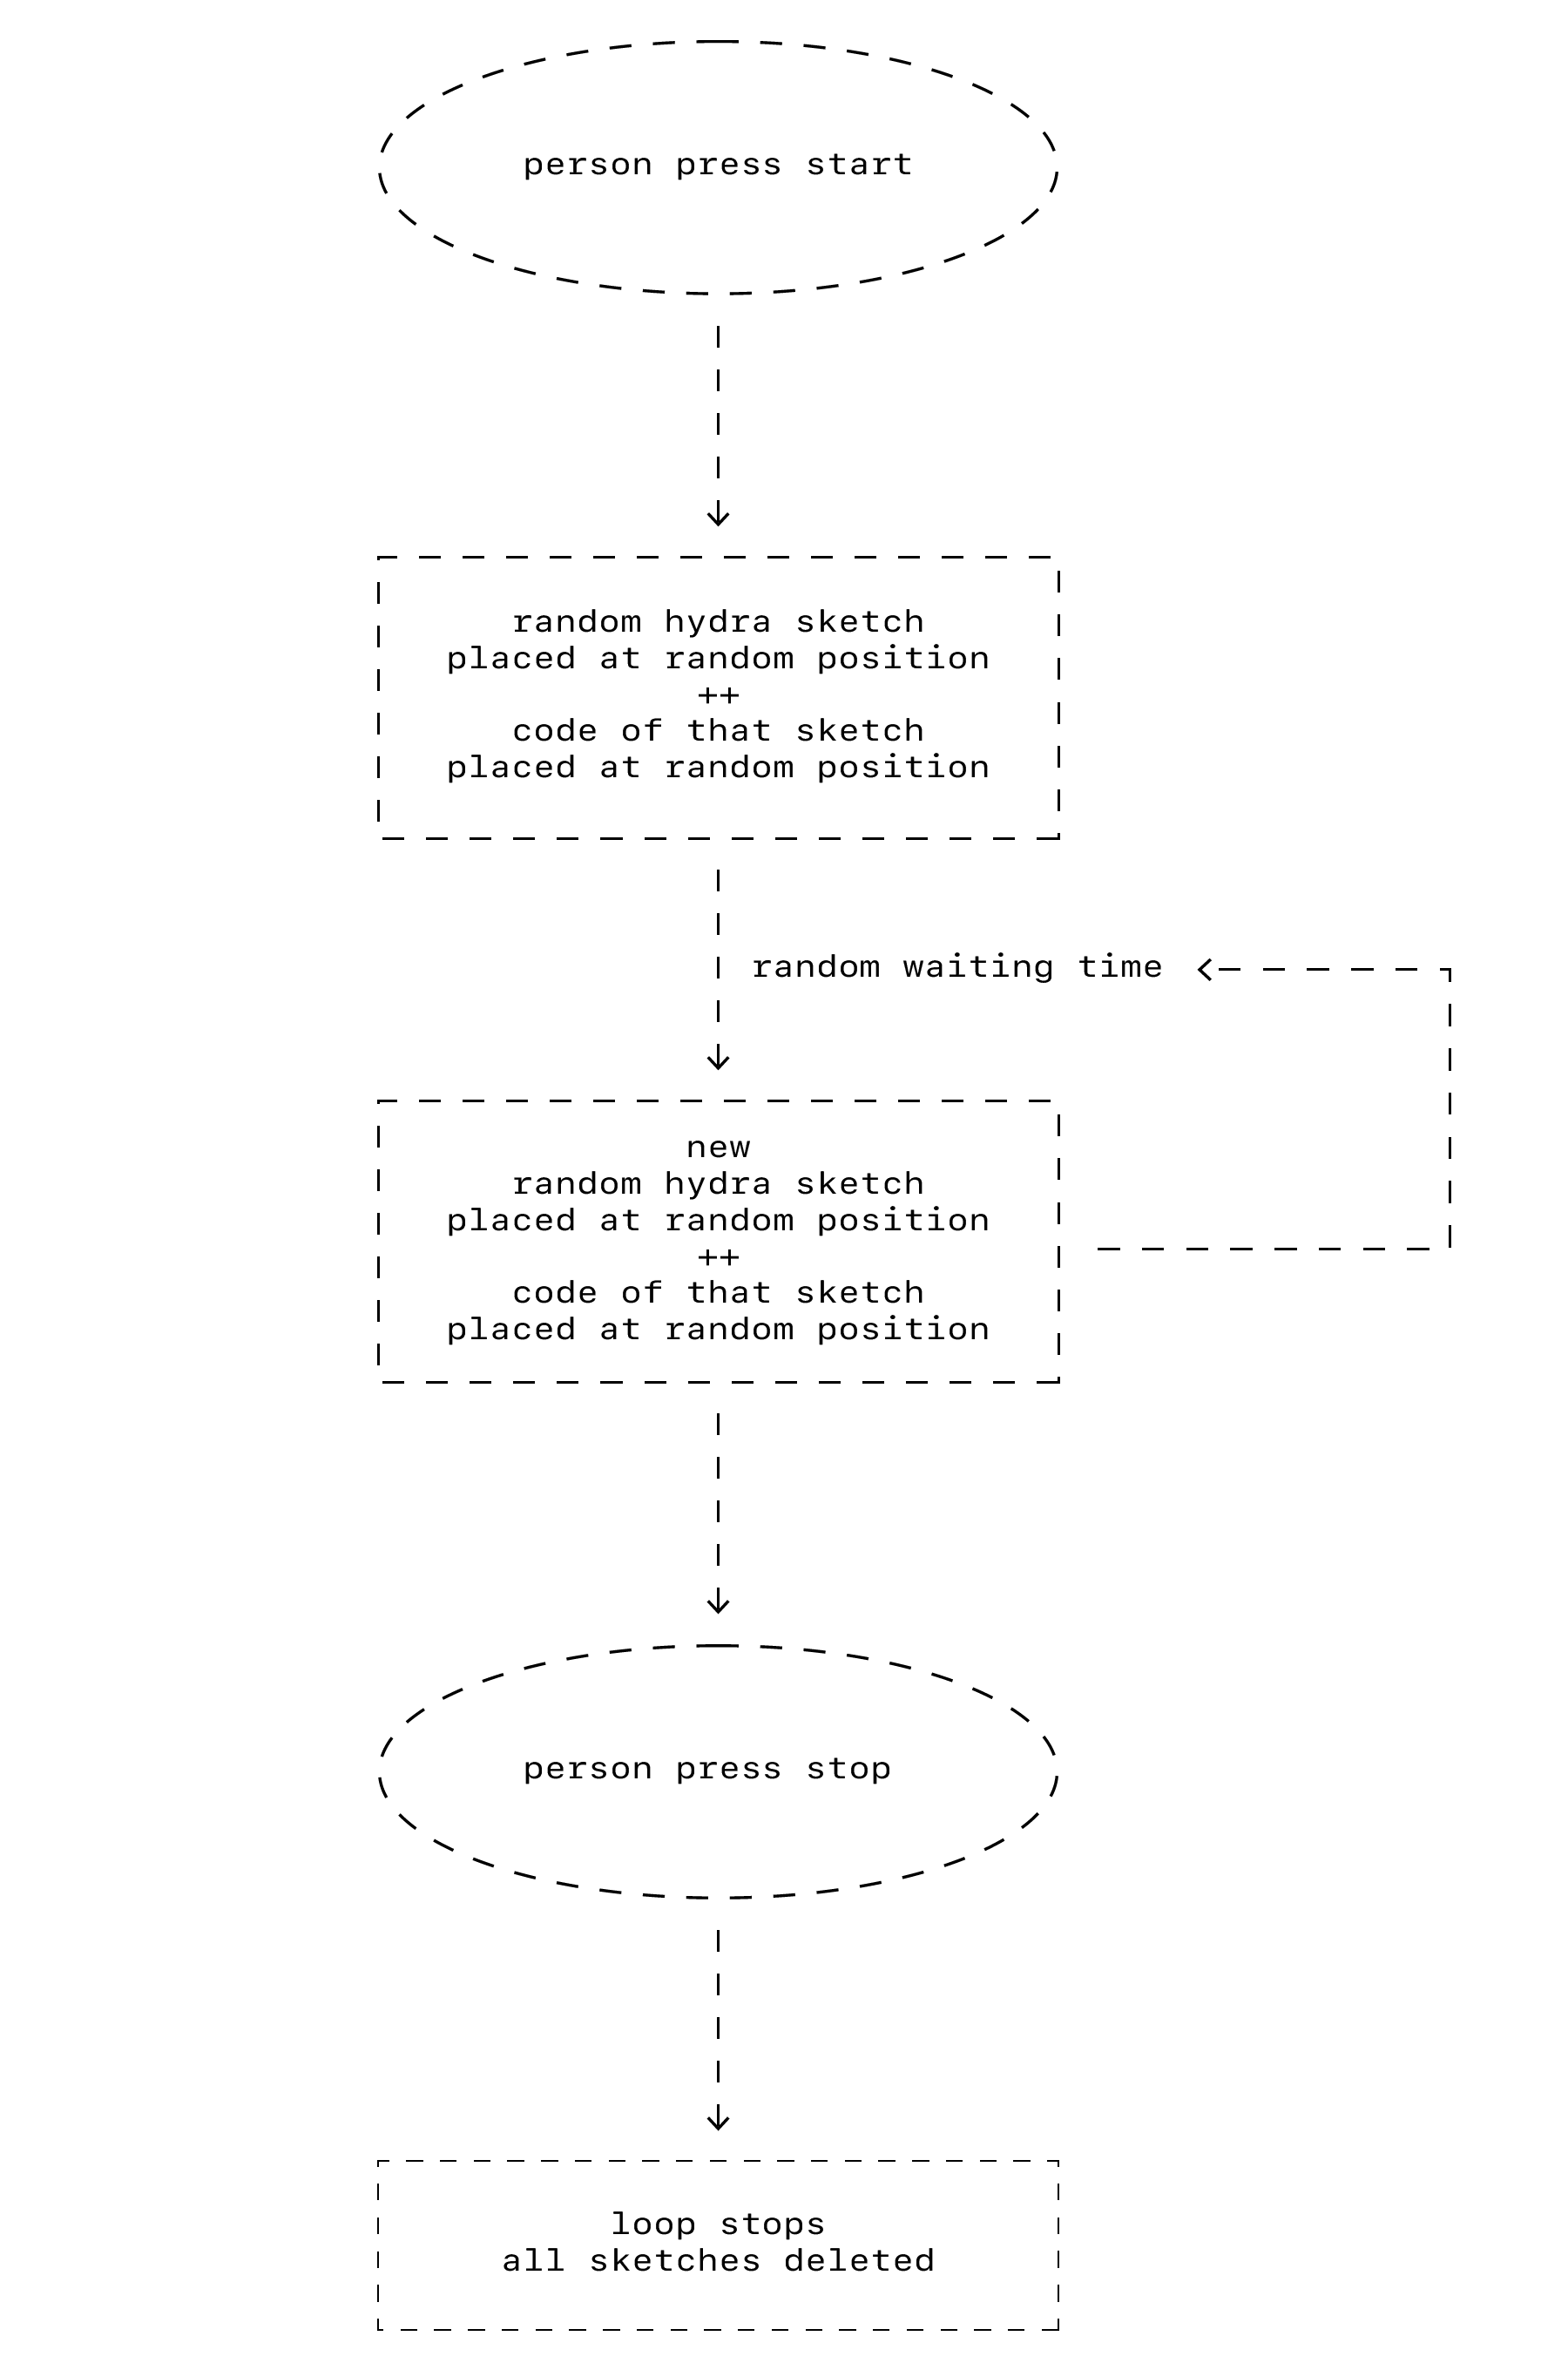 person press start
random hydra sketch
placed at random position
++
code of that sketch
placed at random position
random waiting time
new
random hydra sketch
placed at random position
++
code of that sketch
placed at random position
person press stop
loop stops
all sketches deleted